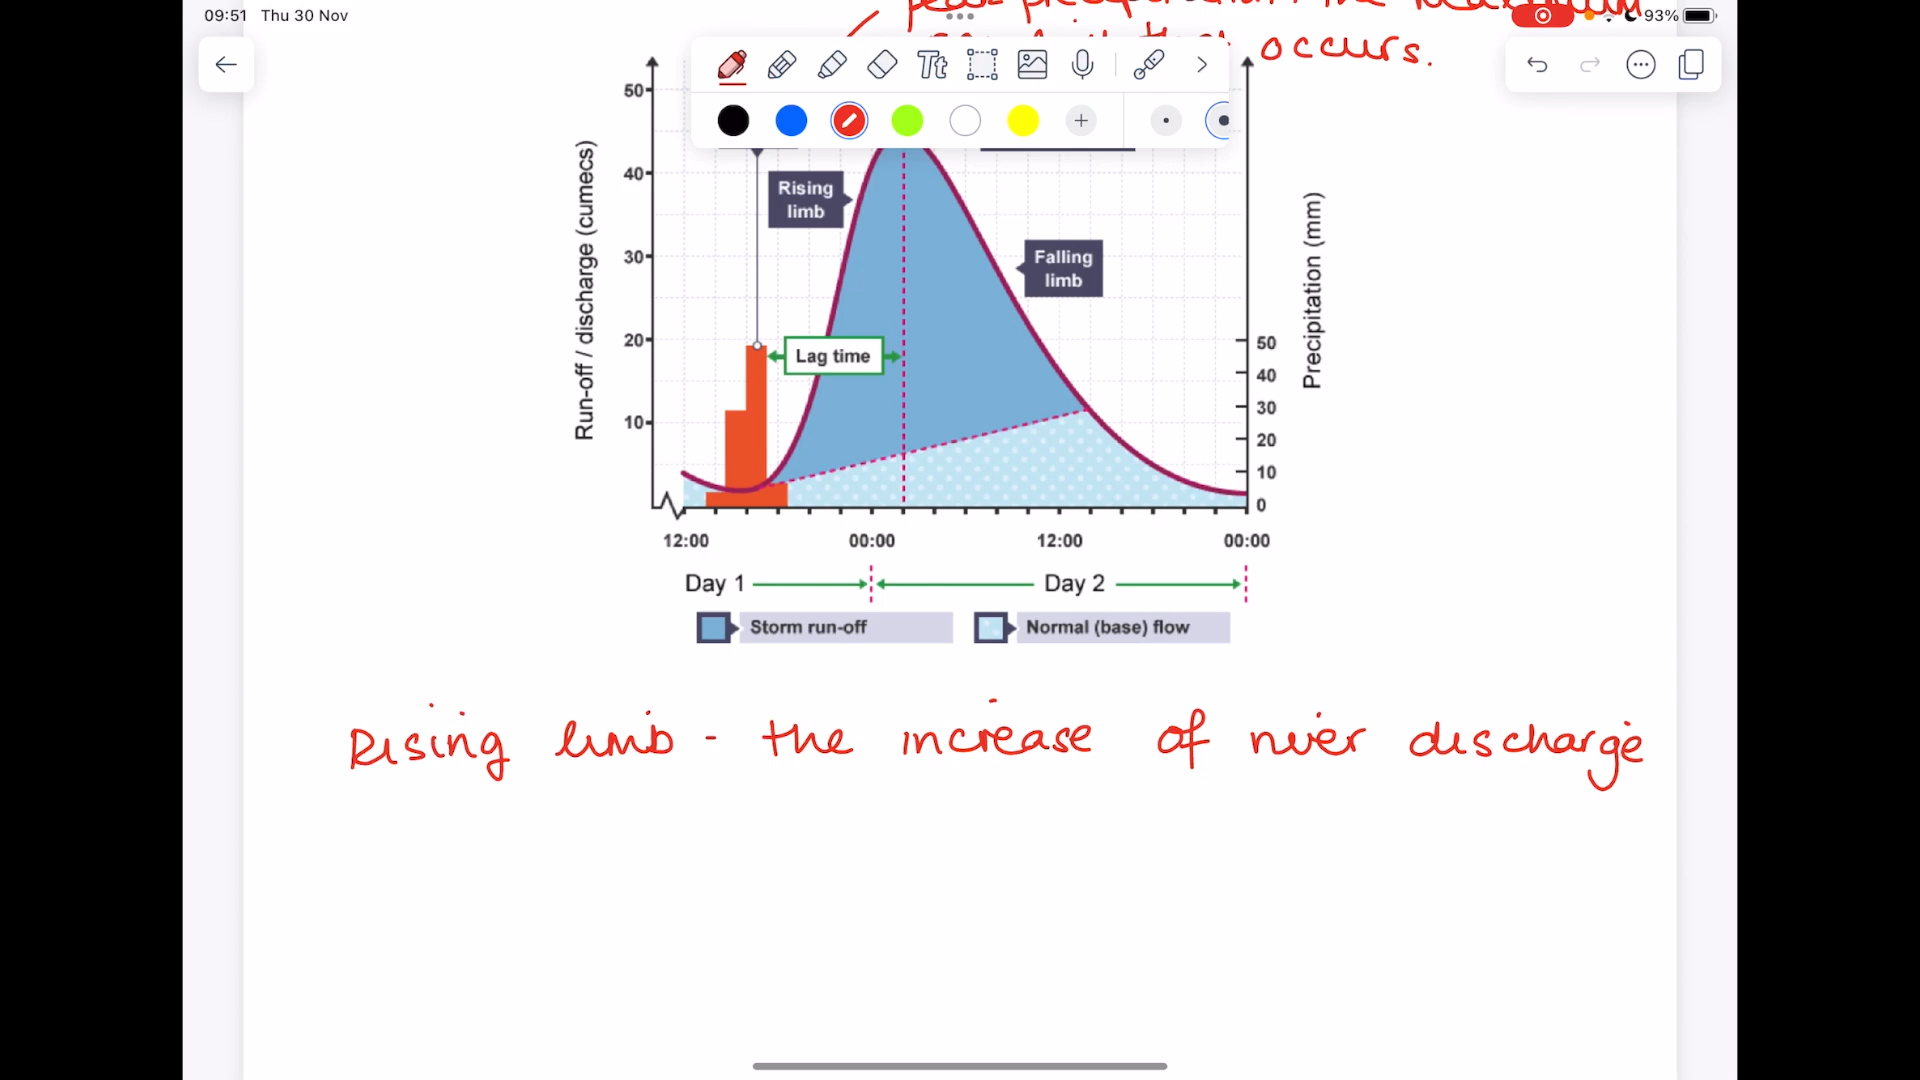 09:51 Thu 30 Nov
93%
occurs.
Tt
50
40
30
20
10
Run-off / discharge (cumecs)
Rising
limb
Falling
limb
Lag time
Precipitation (mm)
50
40
30
20
10
0
12:00 00:00 12:00 00:00
Day 1 Day 2
Storm run-off Normal (base) flow
Rising limb - the increase of river discharge